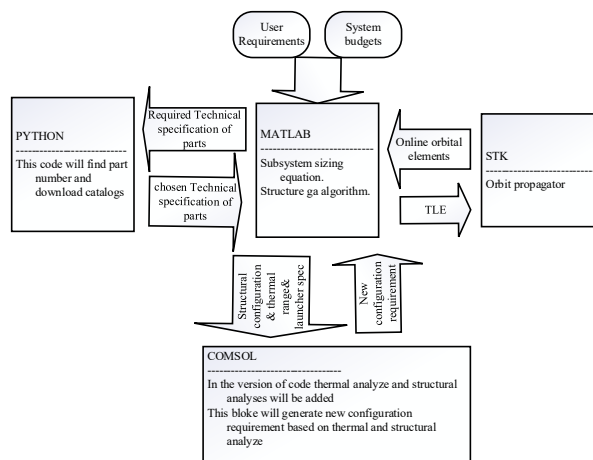 User
Requirements
System
budgets
PYTHON
--------------------------------
This code will find part
number and
download catalogs
Required Technical
specification of
parts
chosen Technical
specification of
parts
MATLAB
--------------------------------
Subsystem sizing
equation.
Structure ga algorithm.
Online orbital
elements
TLE
STK
--------------------------------
Orbit propagator
Structural
configuration
& thermal
range&
launcher spec
New
configuration
requirement
COMSOL
--------------------------------
In the version of code thermal analyze and structural
analyses will be added
This bloke will generate new configuration
requirement based on thermal and structural
analyze